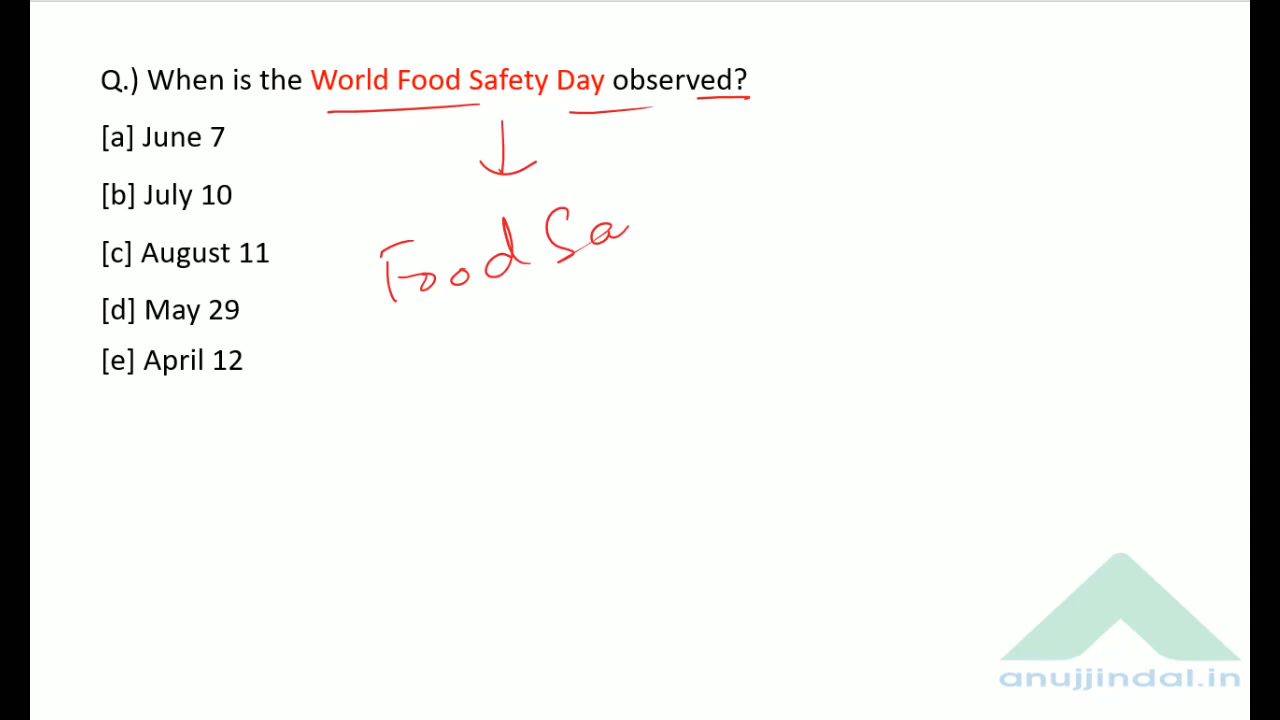 Q.) When is the World Food Safety Day observed?
[a] June 7
[b] July 10
[c] August 11
[d] May 29
[e] April 12
Food Sa
anujjindal.in